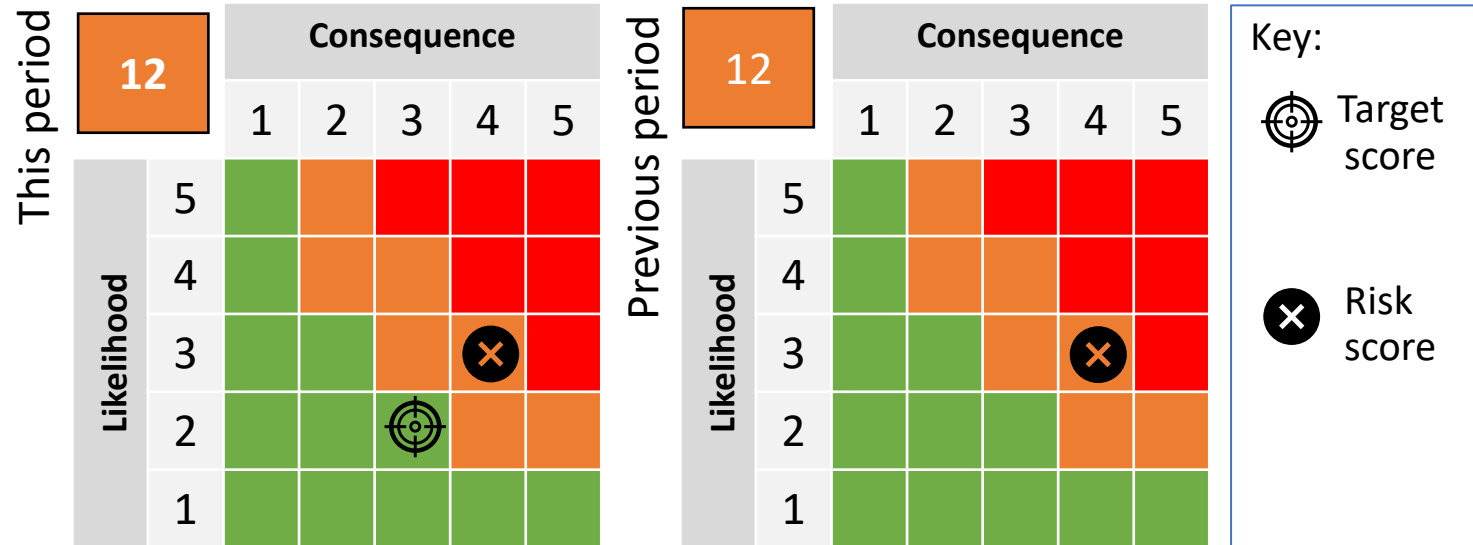 This period
12
Consequence
1 2 3 4 5
Likelihood
5
4
3
2
1
Previous period
12
Consequence
1 2 3 4 5
Likelihood
5
4
3
2
1
Key:
Target
score
Risk
score